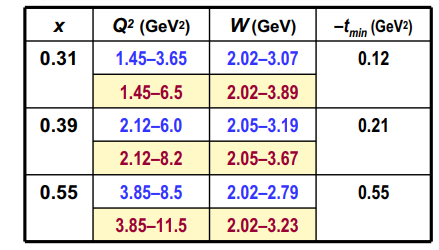 x Q² (GeV²) W (GeV) –tmin (GeV²)
0.31 1.45–3.65 2.02–3.07 0.12
1.45–6.5 2.02–3.89
0.39 2.12–6.0 2.05–3.19 0.21
2.12–8.2 2.05–3.67
0.55 3.85–8.5 2.02–2.79 0.55
3.85–11.5 2.02–3.23